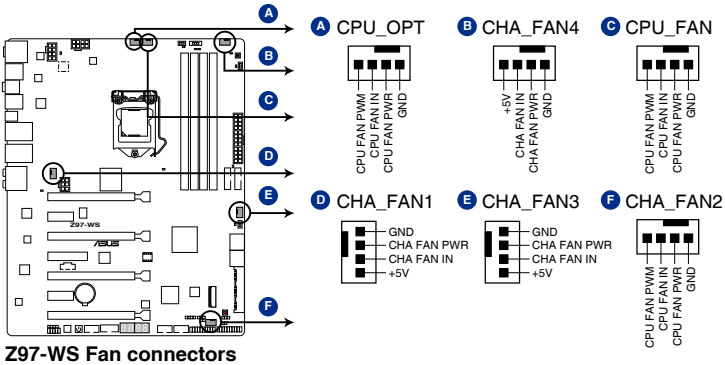 A
B
C
D
E
F
Z97-WS
ASUS
A CPU_OPT
CPU FAN PWM
CPU FAN IN
CPU FAN PWR
GND
B CHA_FAN4
+5V
CHA FAN IN
CHA FAN PWR
GND
C CPU_FAN
CPU FAN PWM
CPU FAN IN
CPU FAN PWR
GND
D CHA_FAN1
GND
CHA FAN PWR
CHA FAN IN
+5V
E CHA_FAN3
GND
CHA FAN PWR
CHA FAN IN
+5V
F CHA_FAN2
CPU FAN PWM
CPU FAN IN
CPU FAN PWR
GND
Z97-WS Fan connectors